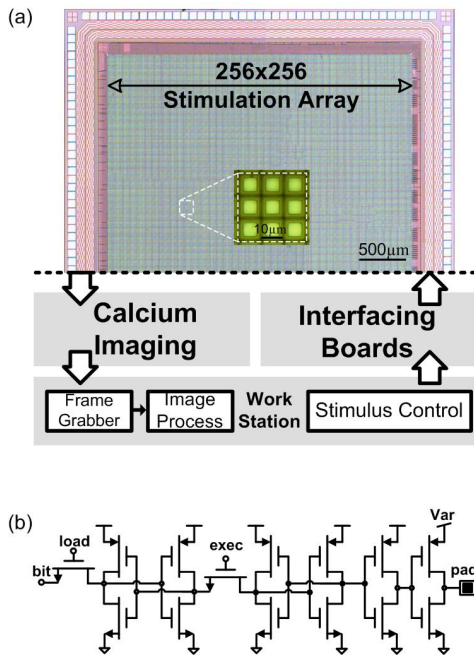 (a)
256x256
Stimulation Array
10μm
500μm
Calcium
Imaging
Interfacing
Boards
Frame
Grabber
Image
Process
Work
Station
Stimulus Control
(b)
load
bit
exec
Var
pad